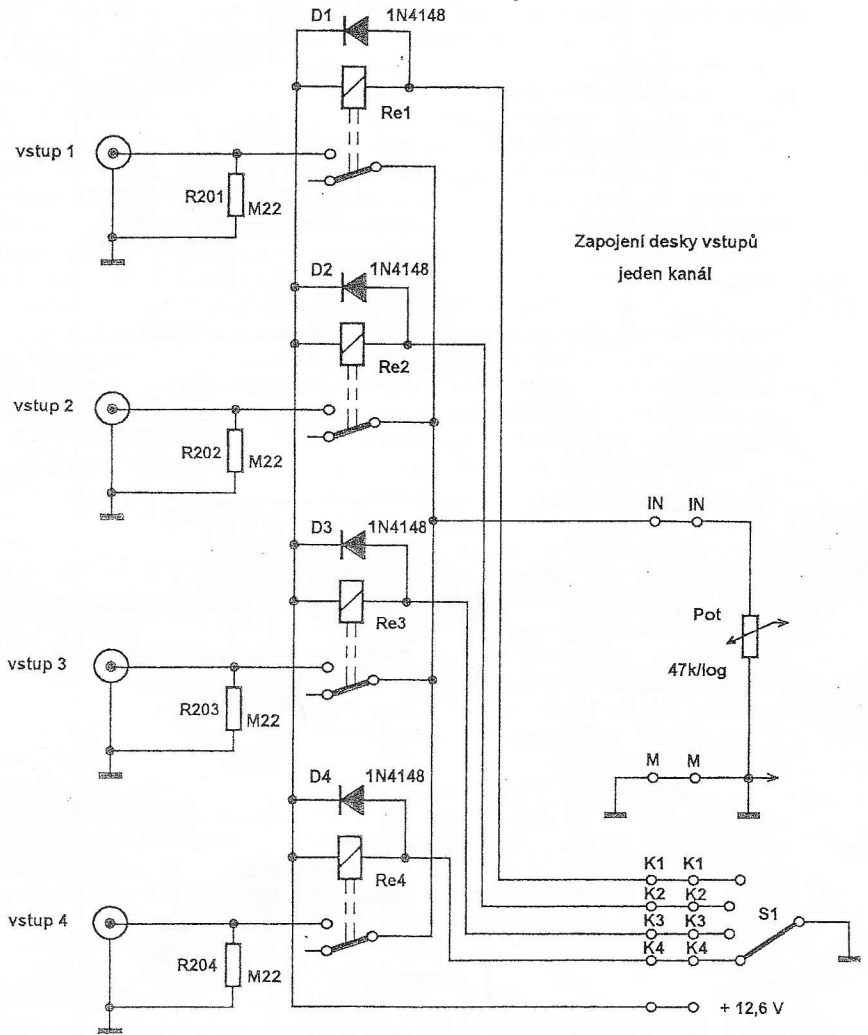 D1 1N4148
Re1
vstup 1
R201 M22
Zapojení desky vstupů
jeden kanál
D2 1N4148
Re2
vstup 2
R202 M22
IN IN
D3 1N4148
Re3
Pot
47k/log
vstup 3
R203 M22
M M
D4 1N4148
Re4
K1 K1
K2 K2
K3 K3
K4 K4
S1
vstup 4
R204 M22
+ 12,6 V